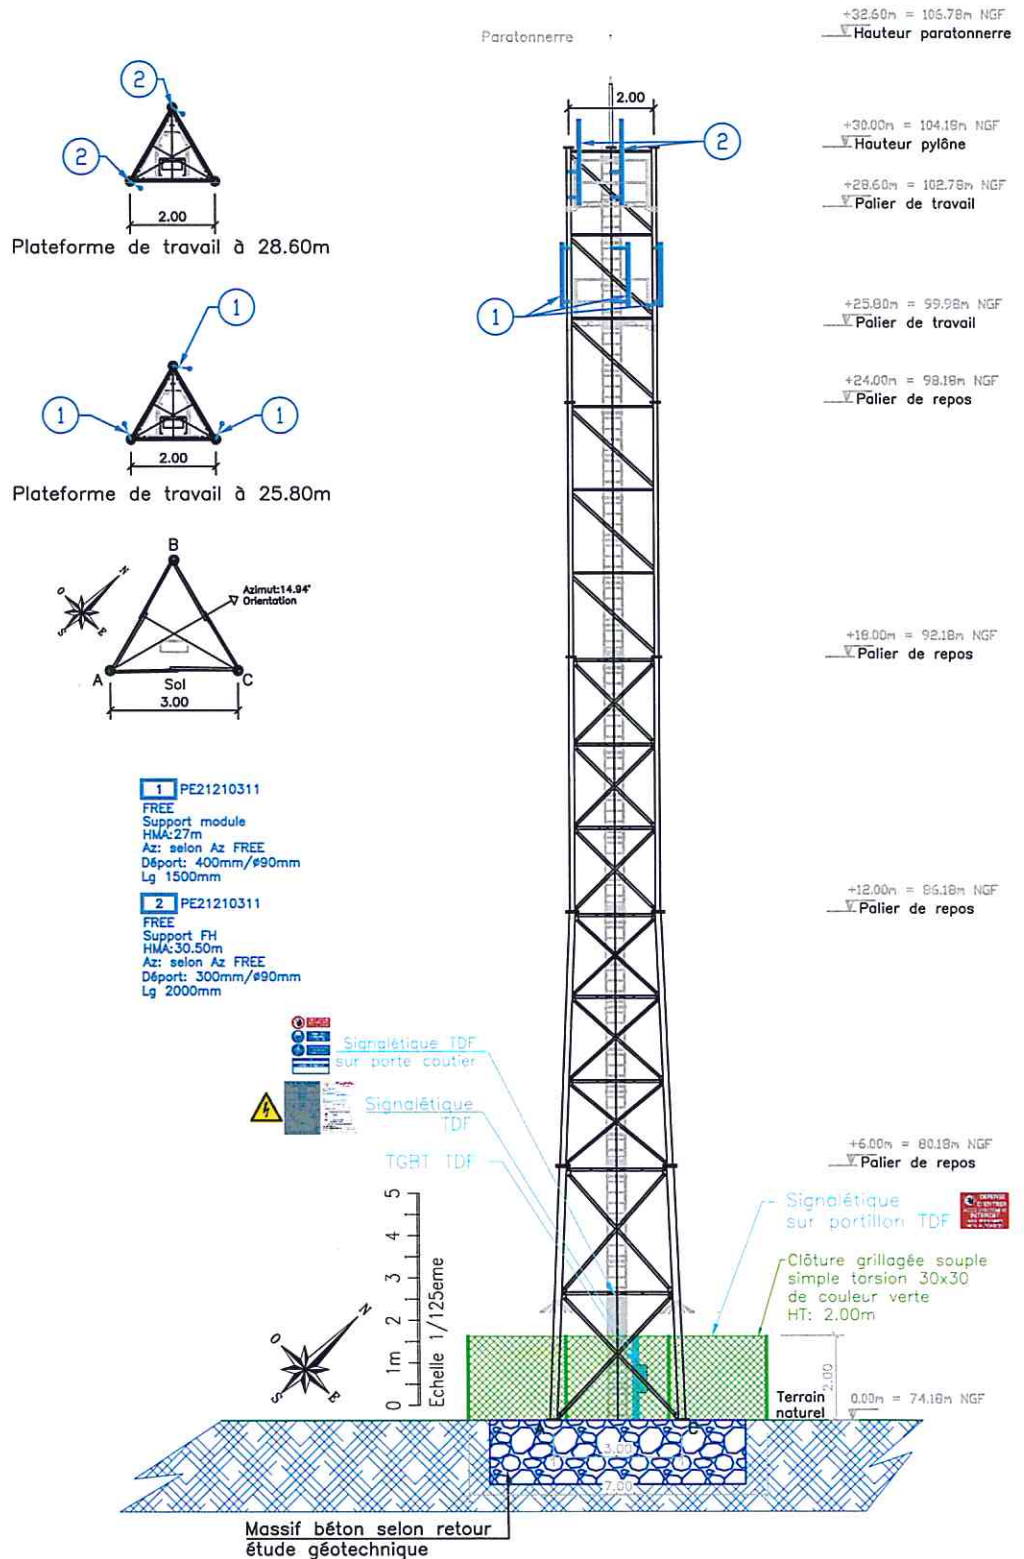 Paratonnerre
+32.60m = 106.78m NGF
Hauteur paratonnerre
2
2
2.00
Plateforme de travail à 28.60m
2.00
2
+30.00m = 104.18m NGF
Hauteur pylône
+28.60m = 102.78m NGF
Palier de travail
1
1
1
2.00
Plateforme de travail à 25.80m
1
+25.80m = 99.98m NGF
Palier de travail
+24.00m = 98.18m NGF
Palier de repos
B
Azimut:14.94°
Orientation
N
O
S
E
A
Sol
C
3.00
+18.00m = 92.18m NGF
Palier de repos
1 PE21210311
FREE
Support module
HMA:27m
Az: selon Az FREE
Déport: 400mm/ø90mm
Lg 1500mm
2 PE21210311
FREE
Support FH
HMA:30.50m
Az: selon Az FREE
Déport: 300mm/ø90mm
Lg 2000mm
+12.00m = 86.18m NGF
Palier de repos
Signalétique TDF
sur porte coutier
Signalétique
TDF
TGBT TDF
+6.00m = 80.18m NGF
Palier de repos
Signalétique
sur portillon TDF
DEFENSE
D'ENTRER
INTERDIT
Clôture grillagée souple
simple torsion 30x30
de couleur verte
HT: 2.00m
5
4
3
2
1m
0
Echelle 1/125eme
N
O
S
E
2.00
Terrain
naturel
0.00m = 74.18m NGF
A
C
3.00
7.00
Massif béton selon retour
étude géotechnique